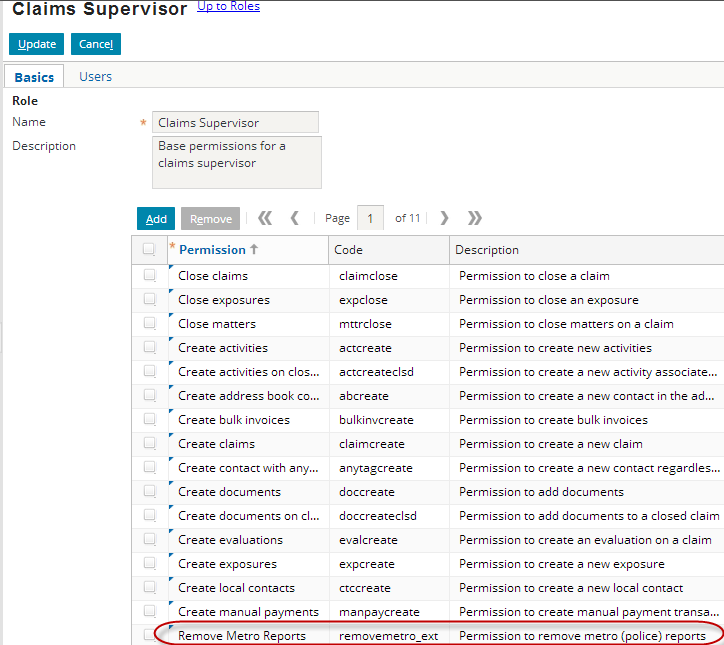 Claims Supervisor Up to Roles
Update Cancel
Basics Users
Role
Name * Claims Supervisor
Description Base permissions for a
claims supervisor
Add Remove Page 1 of 11
* Permission Code Description
Close claims claimclose Permission to close a claim
Close exposures expclose Permission to close an exposure
Close matters mttrclose Permission to close matters on a claim
Create activities actcreate Permission to create new activities
Create activities on clos... actcreateclsd Permission to create a new activity associate...
Create address book co... abcreate Permission to create a new contact in the ad...
Create bulk invoices bulkinvcreate Permission to create bulk invoices
Create claims claimcreate Permission to create a new claim
Create contact with any... anytagcreate Permission to create a new contact regardles...
Create documents doccreate Permission to add documents
Create documents on cl... doccreateclsd Permission to add documents to a closed claim
Create evaluations evalcreate Permission to create an evaluation on a claim
Create exposures expcreate Permission to create a new exposure
Create local contacts ctccreate Permission to create a new local contact
Create manual payments manpaycreate Permission to create manual payment transa...
Remove Metro Reports removemetro_ext Permission to remove metro (police) reports